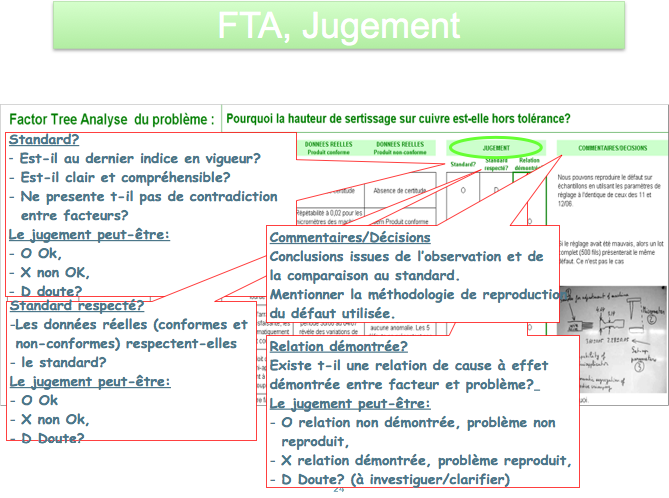 FTA, Jugement
Factor Tree Analyse du problème : Pourquoi la hauteur de sertissage sur cuivre est-elle hors tolérance?
DONNEES REELLES
Produit conforme
DONNEES REELLES
Produit non conforme
JUGEMENT
COMMENTAIRES/DECISIONS
Standard?
Standard
respecté?
Relation
démontré
Standard?
- Est-il au dernier indice en vigueur?
- Est-il clair et compréhensible?
- Ne presente t-il pas de contradiction
entre facteurs?
Le jugement peut-être:
- O Ok,
- X non OK,
- D doute?
Absence de certitude
O
D
Nous pouvons reproduire le défaut sur
échantillons en utilisant les paramètres de
réglage à l'identique de ceux des 11 et
12/06
Répétabilité à 0,02 pour les
micromètres des
Produit conforme
Si le réglage avait été mauvais, alors un lot
complet (500 fils) présenterait le même
défaut. Ce n'est pas le cas
Commentaires/Décisions
Conclusions issues de l'observation et de
la comparaison au standard.
Mentionner la méthodologie de reproduction
du défaut utilisée.
Standard respecté?
-Les données réelles (conformes et
non-conformes) respectent-elles
- le standard?
Le jugement peut-être:
- O Ok
- X non Ok,
- D Doute?
révèle des variations de
aucune anomalie. Les 5
O
D
O
Relation démontrée?
Existe t-il une relation de cause à effet
démontrée entre facteur et problème?_
Le jugement peut-être:
- O relation non démontrée, problème non
reproduit,
- X relation démontrée, problème reproduit,
- D Doute? (à investiguer/clarifier)